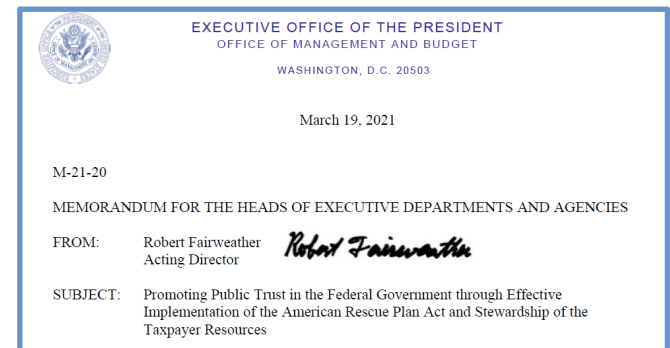 EXECUTIVE OFFICE OF THE PRESIDENT
OFFICE OF MANAGEMENT AND BUDGET
WASHINGTON, D.C. 20503
March 19, 2021
M-21-20
MEMORANDUM FOR THE HEADS OF EXECUTIVE DEPARTMENTS AND AGENCIES
FROM: Robert Fairweather Robert Fairweather
Acting Director
SUBJECT: Promoting Public Trust in the Federal Government through Effective
Implementation of the American Rescue Plan Act and Stewardship of the
Taxpayer Resources